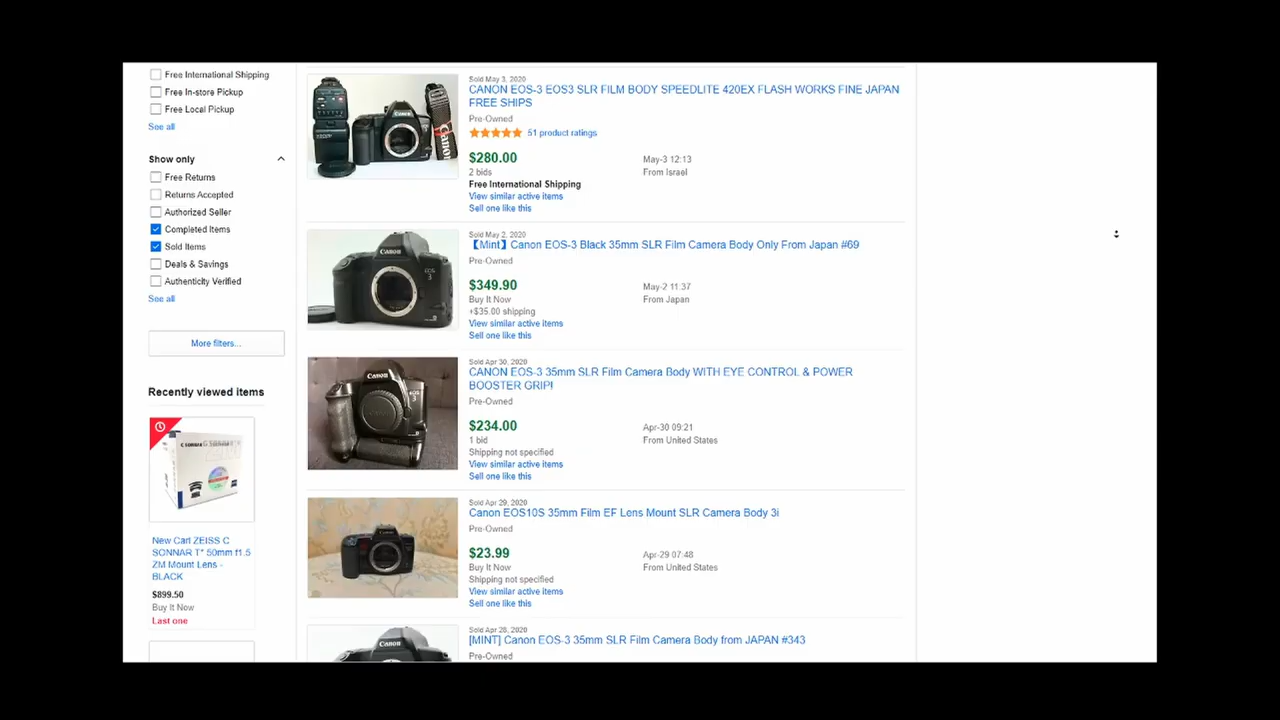 Free International Shipping
Free In-store Pickup
Free Local Pickup
See all
Show only
Free Returns
Returns Accepted
Authorized Seller
Completed Items
Sold Items
Deals & Savings
Authenticity Verified
See all
More filters...
Recently viewed items
New Carl ZEISS C
SONNAR T* 50mm f1.5
ZM Mount Lens -
BLACK
$899.50
Buy It Now
Last one
Sold May 3, 2020
CANON EOS-3 EOS3 SLR FILM BODY SPEEDLITE 420EX FLASH WORKS FINE JAPAN
FREE SHIPS
Pre-Owned
51 product ratings
$280.00
May-3 12:13
2 bids
From Israel
Free International Shipping
View similar active items
Sell one like this
Sold May 2, 2020
【Mint】Canon EOS-3 Black 35mm SLR Film Camera Body Only From Japan #69
Pre-Owned
$349.90
May-2 11:37
Buy It Now
From Japan
+$35.00 shipping
View similar active items
Sell one like this
Sold Apr 30, 2020
CANON EOS-3 35mm SLR Film Camera Body WITH EYE CONTROL & POWER
BOOSTER GRIP!
Pre-Owned
$234.00
Apr-30 09:21
1 bid
From United States
Shipping not specified
View similar active items
Sell one like this
Sold Apr 29, 2020
Canon EOS10S 35mm Film EF Lens Mount SLR Camera Body 3i
Pre-Owned
$23.99
Apr-29 07:48
Buy It Now
From United States
Shipping not specified
View similar active items
Sell one like this
Sold Apr 28, 2020
[MINT] Canon EOS-3 35mm SLR Film Camera Body from JAPAN #343
Pre-Owned
Canon
Canon
Canon
EOS
3
Canon
Canon
Canon